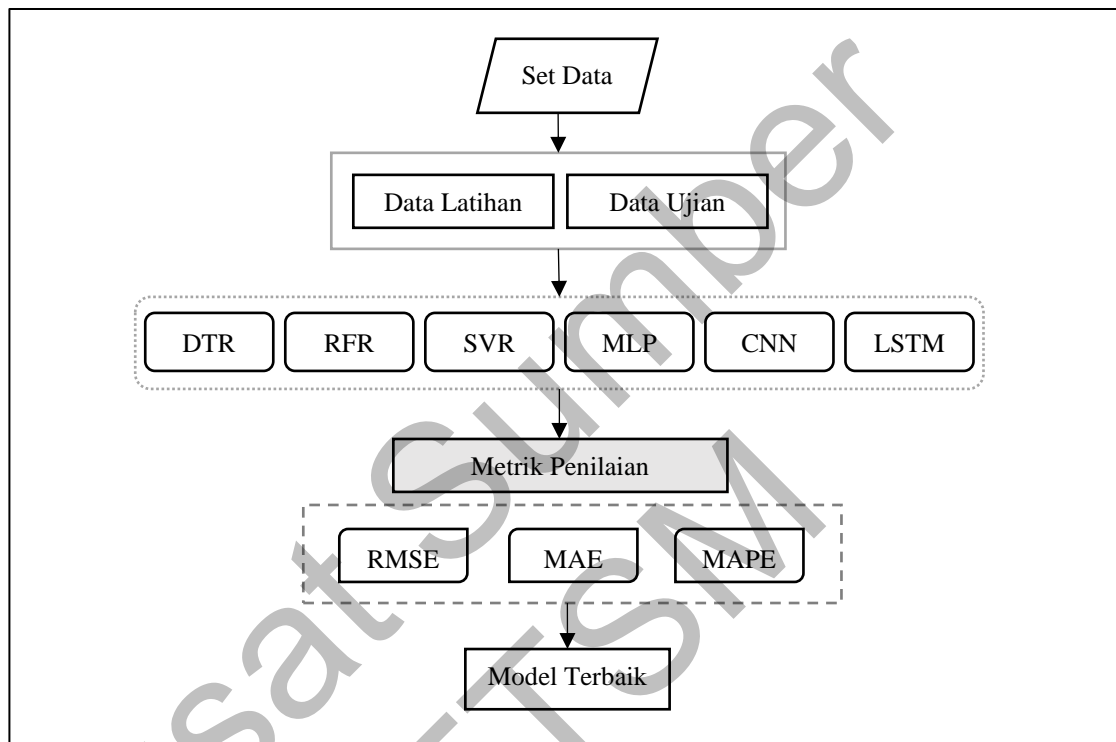 Set Data
Data Latihan Data Ujian
DTR RFR SVR MLP CNN LSTM
Metrik Penilaian
RMSE MAE MAPE
Model Terbaik
sat Sumber
FTSM